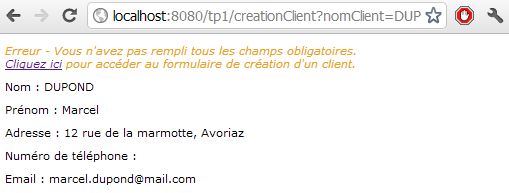 localhost:8080/tp1/creationClient?nomClient=DUP
Erreur - Vous n'avez pas rempli tous les champs obligatoires.
Cliquez ici pour accéder au formulaire de création d'un client.
Nom : DUPOND
Prénom : Marcel
Adresse : 12 rue de la marmotte, Avoriaz
Numéro de téléphone :
Email : marcel.dupond@mail.com